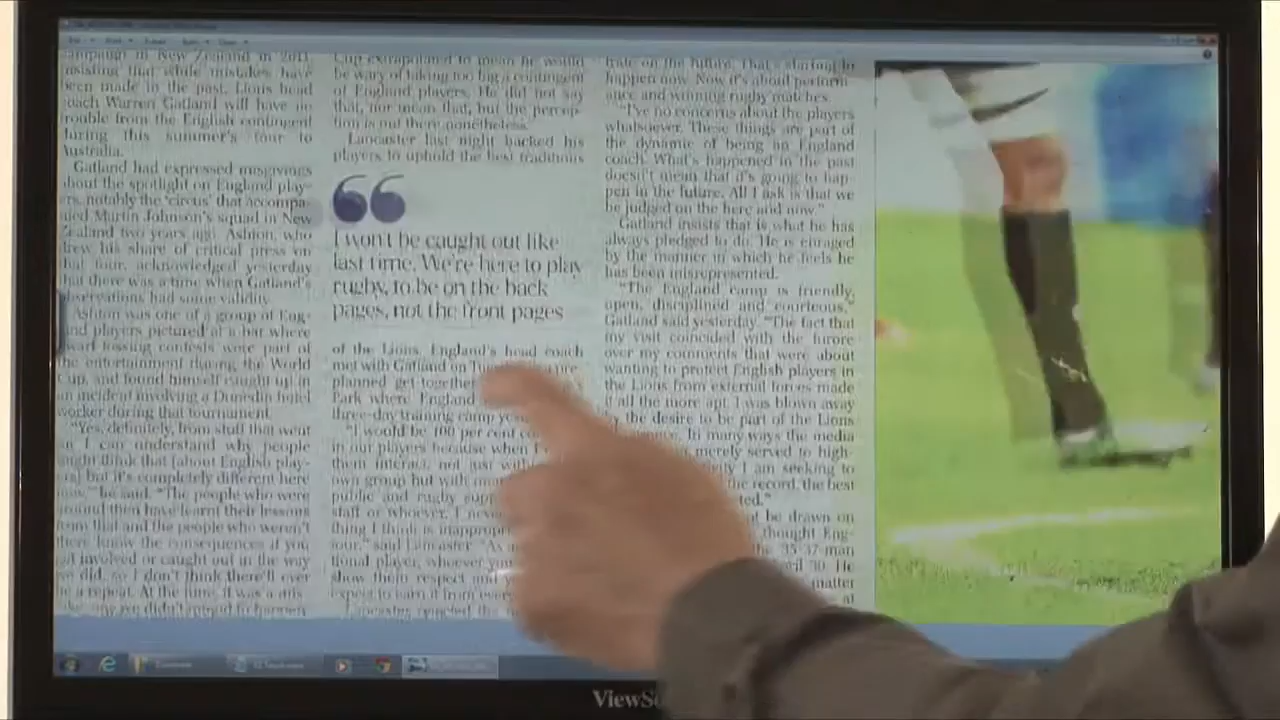 campaign in New Zealand in 2011
insisting that while mistakes have
been made in the past, Lions head
coach Warren Gatland will have no
trouble from the English contingent
during this summer's tour to
Australia.
Gatland had expressed misgivings
about the spotlight on England play-
ers, notably the 'circus' that accompa-
nied Martin Johnson's squad in New
Zealand two years ago. Ashton, who
drew his share of critical press on
that tour, acknowledged yesterday
that there was a time when Gatland's
observations had some validity.
Ashton was one of a group of Eng-
land players pictured at a bar where
dwarf-tossing contests were part of
the entertainment during the World
Cup, and found himself caught up in
an incident involving a Dunedin hotel
worker during that tournament.
"Yes, definitely, from stuff that went
on I can understand why people
might think that [about English play-
ers] but it's completely different here
now," he said. "The people who were
around then have learnt their lessons
from that and the people who weren't
there know the consequences if you
get involved or caught out in the way
we did, so I don't think there'll ever
be a repeat. At the time, it was a mis-
Cup extrapolated to mean he would
be wary of taking too big a contingent
of England players. He did not say
that, nor mean that, but the percep-
tion is out there nonetheless.
Lancaster last night backed his
players to uphold the best traditions
“
I won't be caught out like
last time. We're here to play
rugby, to be on the back
pages, not the front pages
of the Lions. England's head coach
met with Gatland on pre-
planned get together
Park where England
three-day training camp
"I would be 100 per cent
in our players because when I
them interact, not just with
own group but with
public and rugby
staff or whoever, I never
thing I think is
tour," said Lancaster. "As a
tional player, whoever
show them respect and
expect to earn it from
Lancaster repeated the
future. That's starting to
happen now. Now it's about perform-
ance and winning rugby matches.
"I've no concerns about the players
whatsoever. These things are part of
the dynamic of being an England
coach. What's happened in the past
doesn't mean that it's going to hap-
pen in the future. All I ask is that we
be judged on the here and now."
Gatland insists that is what he has
always pledged to do. He is enraged
by the manner in which he feels he
has been misrepresented.
"The England camp is friendly,
open, disciplined and courteous,"
Gatland said yesterday. "The fact that
my visit coincided with the furore
over my comments that were about
wanting to protect English players in
the Lions from external forces made
it all the more apt. I was blown away
by the desire to be part of the Lions
In many ways the media
merely served to high-
I am seeking to
the record, the best
be drawn on
thought Eng-
the 35-37-man
30. He
matter
ViewSo